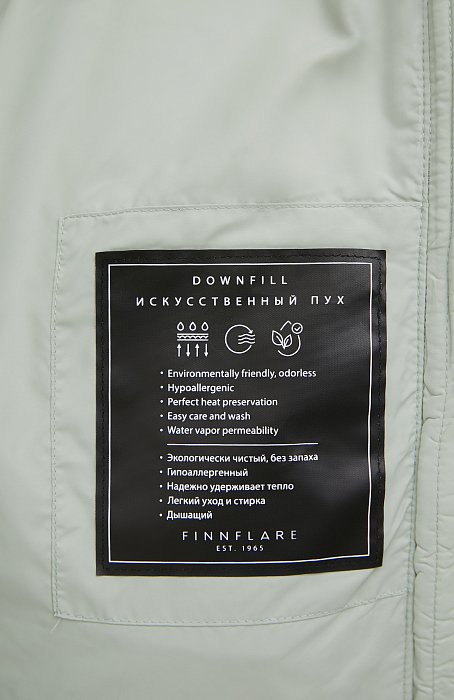 DOWNFILL
ИСКУССТВЕННЫЙ ПУХ
• Environmentally friendly, odorless
• Hypoallergenic
• Perfect heat preservation
• Easy care and wash
• Water vapor permeability
• Экологически чистый, без запаха
• Гипоаллергенный
• Надежно удерживает тепло
• Легкий уход и стирка
• Дышащий
FINNFLARE
EST. 1965